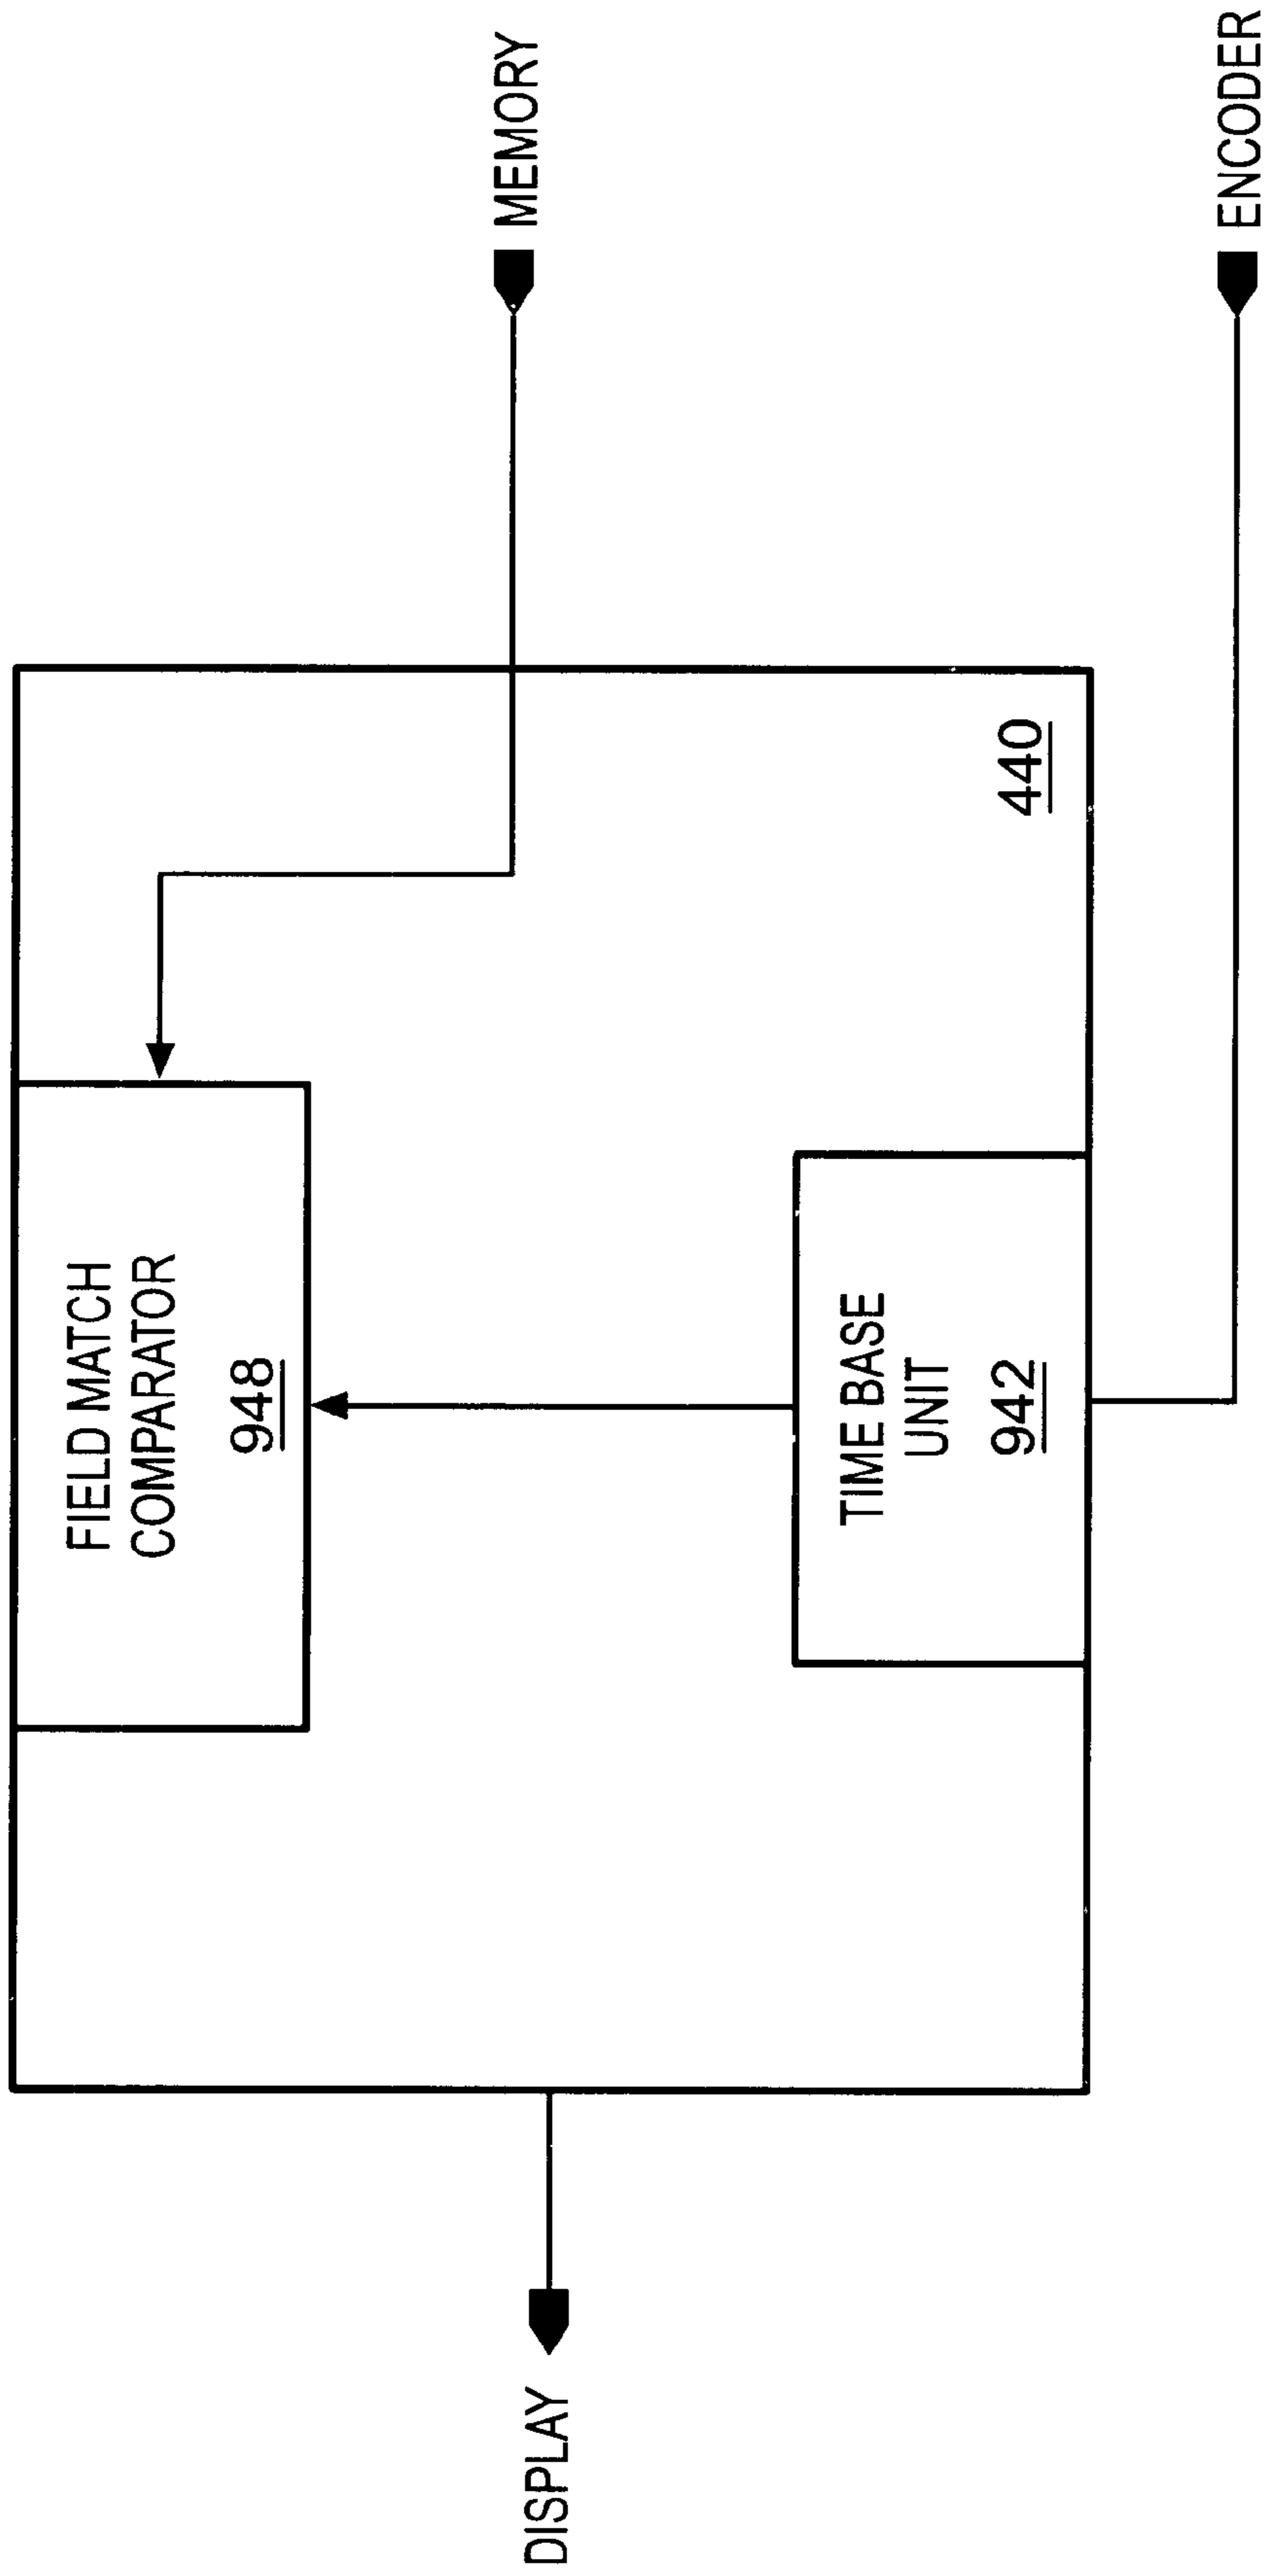 MEMORY
ENCODER
440
FIELD MATCH
COMPARATOR
948
TIME BASE
UNIT
942
DISPLAY